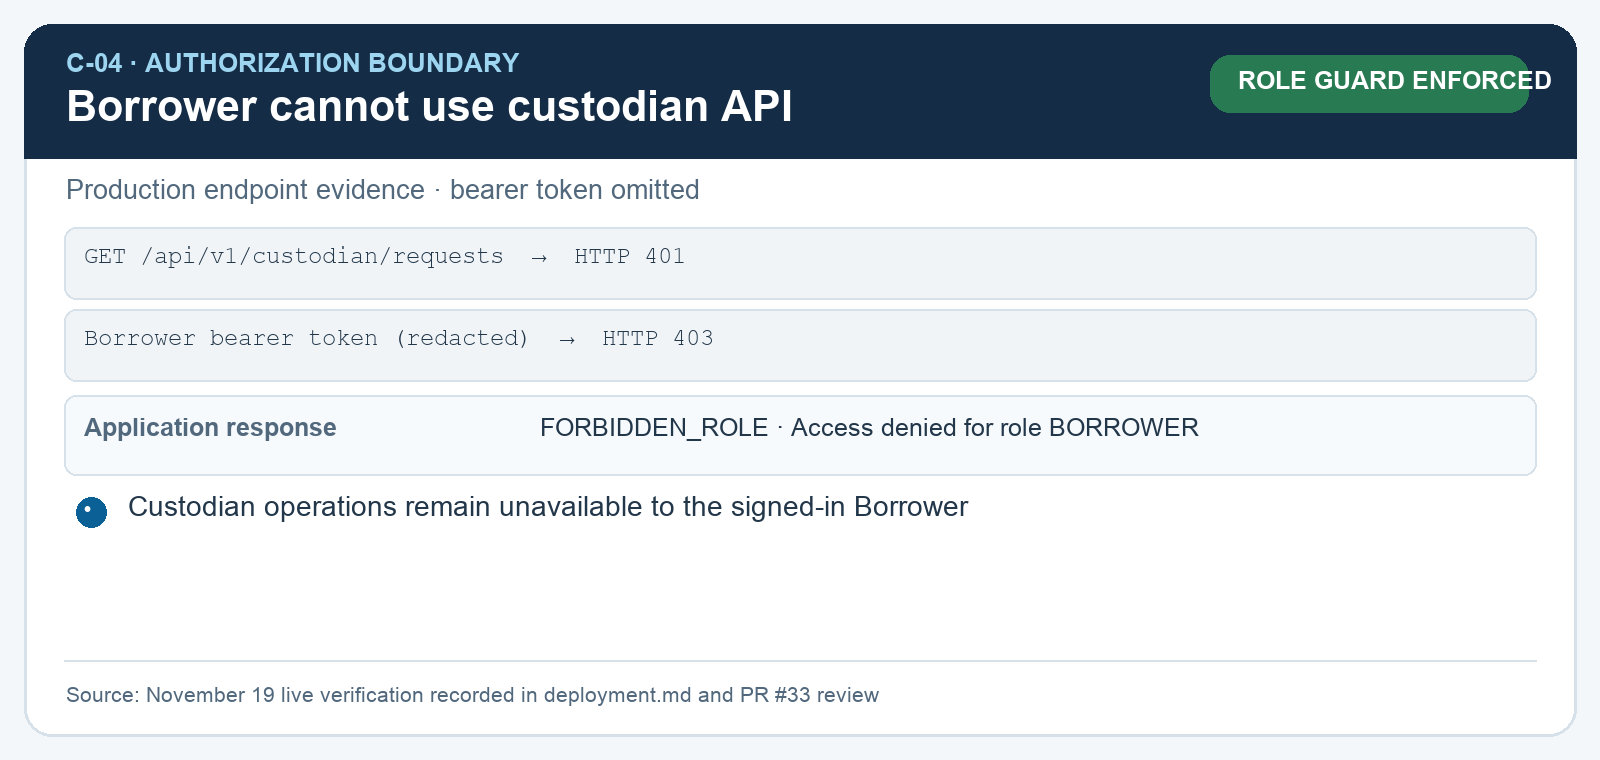 C-04 · AUTHORIZATION BOUNDARY
Borrower cannot use custodian API
ROLE GUARD ENFORCED
Production endpoint evidence · bearer token omitted
GET /api/v1/custodian/requests → HTTP 401
Borrower bearer token (redacted) → HTTP 403
Application response FORBIDDEN_ROLE · Access denied for role BORROWER
Custodian operations remain unavailable to the signed-in Borrower
Source: November 19 live verification recorded in deployment.md and PR #33 review